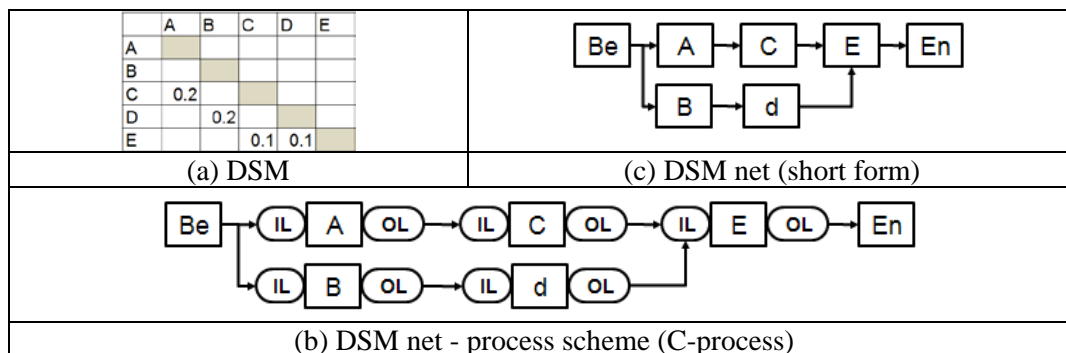 A B C D E
A
B
C 0.2
D 0.2
E 0.1 0.1
(a) DSM
Be A C E En
B d
(c) DSM net (short form)
Be IL A OL IL C OL IL E OL En
IL B OL IL d OL
(b) DSM net - process scheme (C-process)